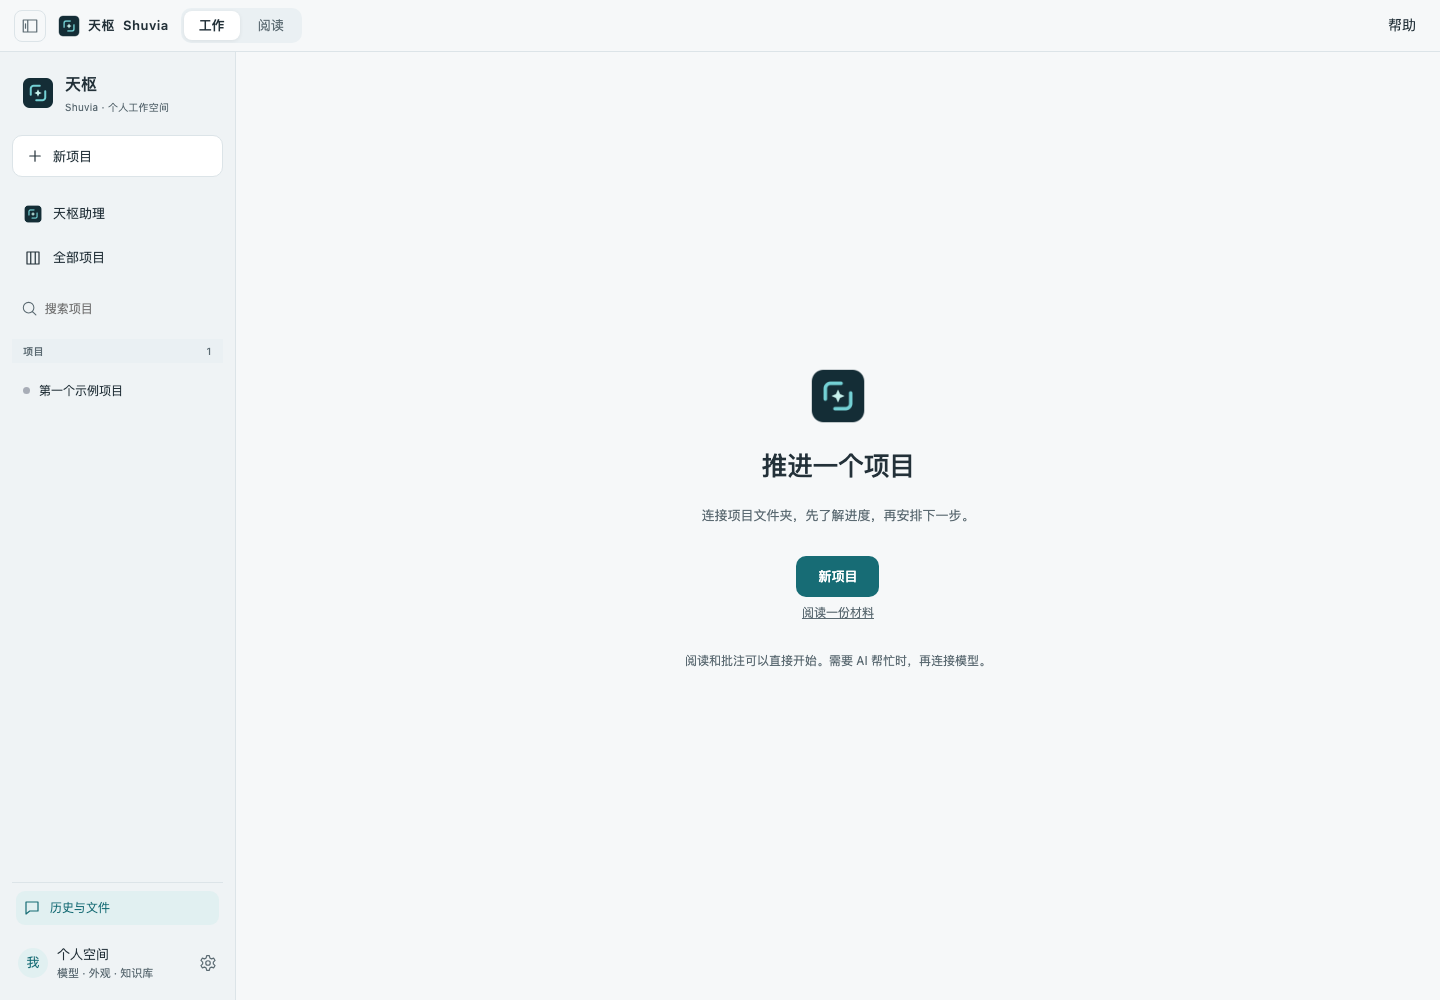 天枢 Shuvia
工作
阅读
帮助
天枢
Shuvia · 个人工作空间
新项目
天枢助理
全部项目
搜索项目
项目
1
第一个示例项目
推进一个项目
连接项目文件夹，先了解进度，再安排下一步。
新项目
阅读一份材料
阅读和批注可以直接开始。需要 AI 帮忙时，再连接模型。
历史与文件
我
个人空间
模型 · 外观 · 知识库